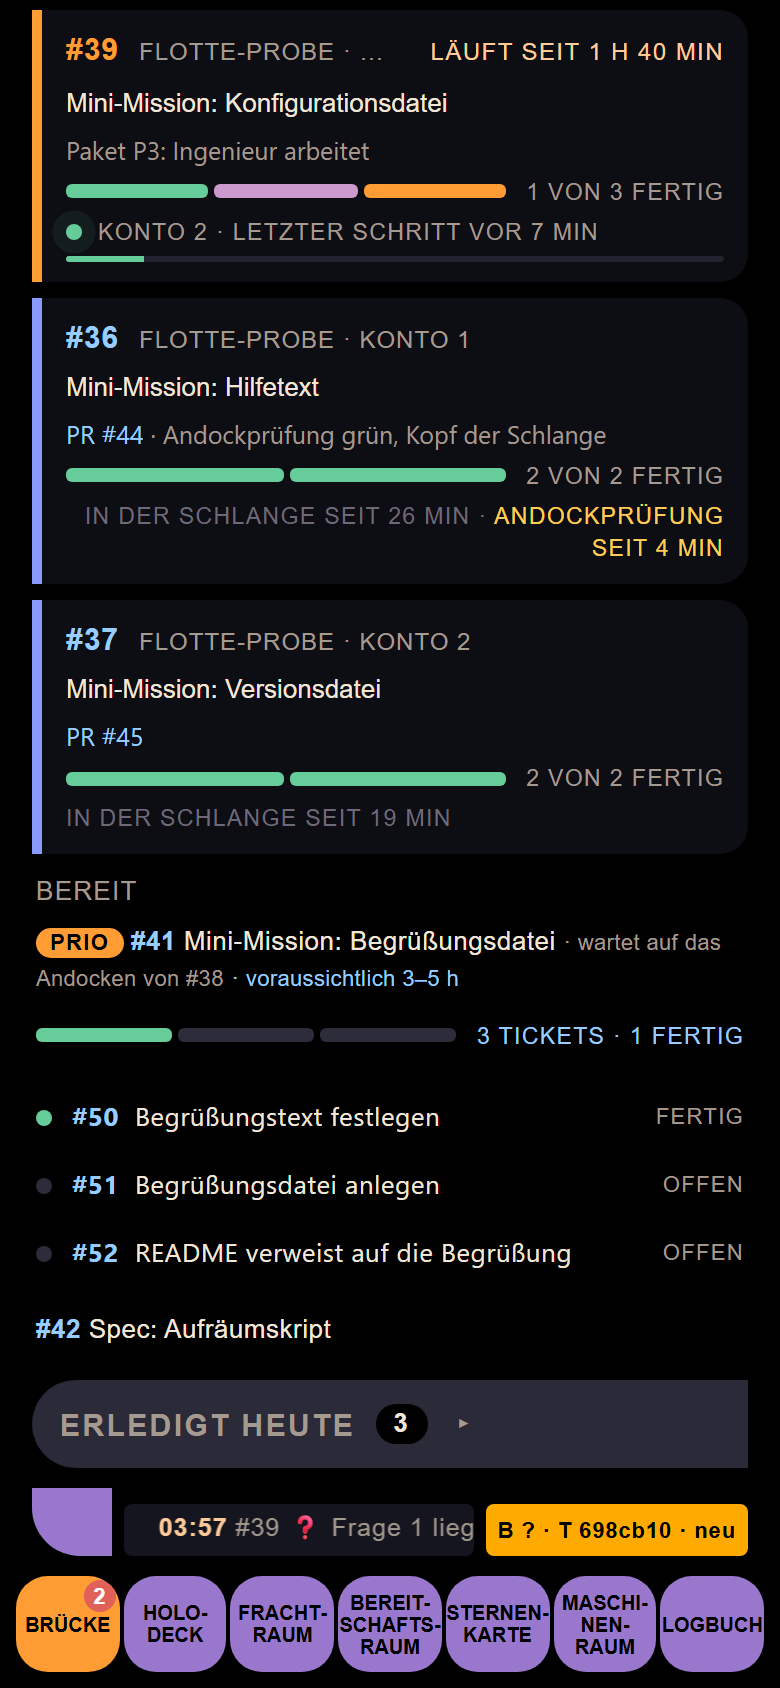 #39 FLOTTE-PROBE · ... LÄUFT SEIT 1 H 40 MIN
Mini-Mission: Konfigurationsdatei
Paket P3: Ingenieur arbeitet
1 VON 3 FERTIG
KONTO 2 · LETZTER SCHRITT VOR 7 MIN
#36 FLOTTE-PROBE · KONTO 1
Mini-Mission: Hilfetext
PR #44 · Andockprüfung grün, Kopf der Schlange
2 VON 2 FERTIG
IN DER SCHLANGE SEIT 26 MIN · ANDOCKPRÜFUNG
SEIT 4 MIN
#37 FLOTTE-PROBE · KONTO 2
Mini-Mission: Versionsdatei
PR #45
2 VON 2 FERTIG
IN DER SCHLANGE SEIT 19 MIN
BEREIT
PRIO #41 Mini-Mission: Begrüßungsdatei · wartet auf das
Andocken von #38 · voraussichtlich 3–5 h
3 TICKETS · 1 FERTIG
#50 Begrüßungstext festlegen FERTIG
#51 Begrüßungsdatei anlegen OFFEN
#52 README verweist auf die Begrüßung OFFEN
#42 Spec: Aufräumskript
ERLEDIGT HEUTE 3 ▸
03:57 #39 ❓ Frage 1 lieg
B ? · T 698cb10 · neu
BRÜCKE 2
HOLO-
DECK
FRACHT-
RAUM
BEREIT-
SCHAFTS-
RAUM
STERNEN-
KARTE
MASCHI-
NEN-
RAUM
LOGBUCH